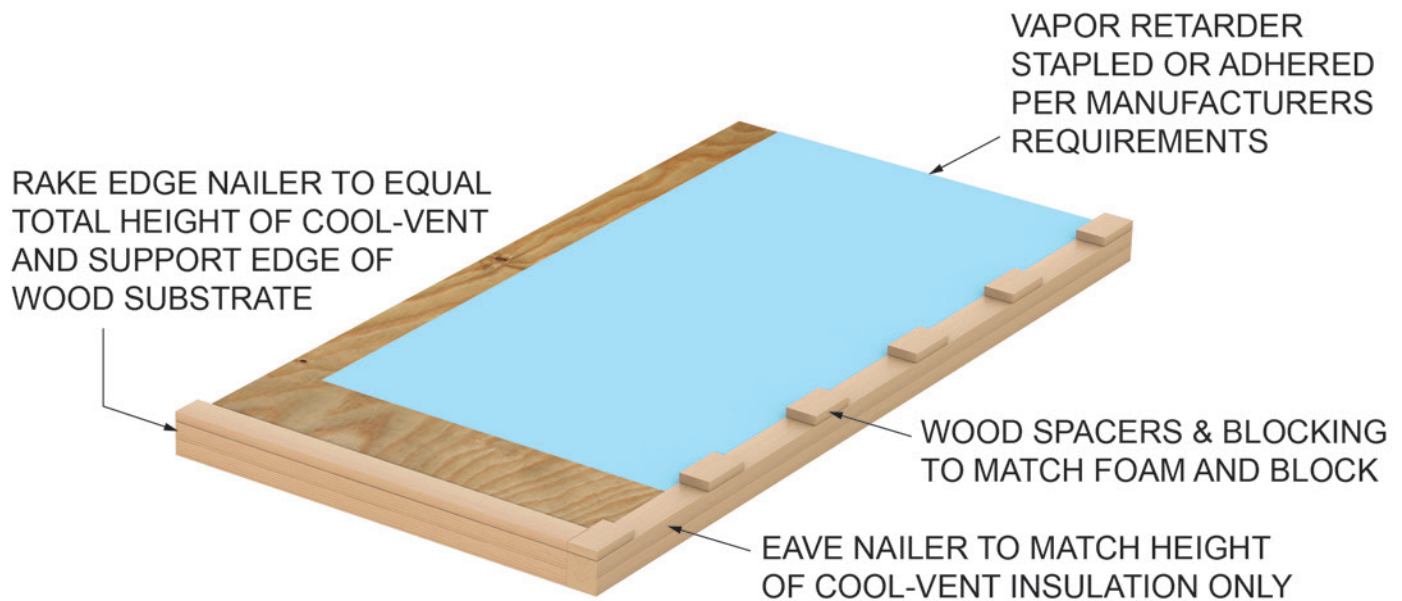 VAPOR RETARDER
STAPLED OR ADHERED
PER MANUFACTURERS
REQUIREMENTS
RAKE EDGE NAILER TO EQUAL
TOTAL HEIGHT OF COOL-VENT
AND SUPPORT EDGE OF
WOOD SUBSTRATE
WOOD SPACERS & BLOCKING
TO MATCH FOAM AND BLOCK
EAVE NAILER TO MATCH HEIGHT
OF COOL-VENT INSULATION ONLY